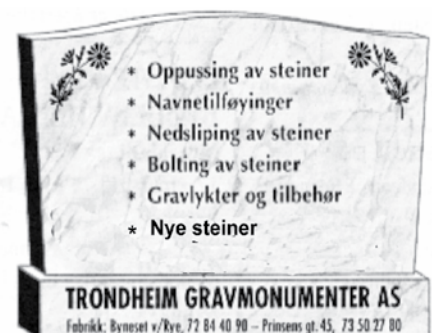 * Oppussing av steiner
* Navnetilføyinger
* Nedsliping av steiner
* Bolting av steiner
* Gravlykter og tilbehør
* Nye steiner
TRONDHEIM GRAVMONUMENTER AS
Fabrikk: Byneset v/Rye, 72 84 40 90 – Prinsens gt. 45, 73 50 27 80